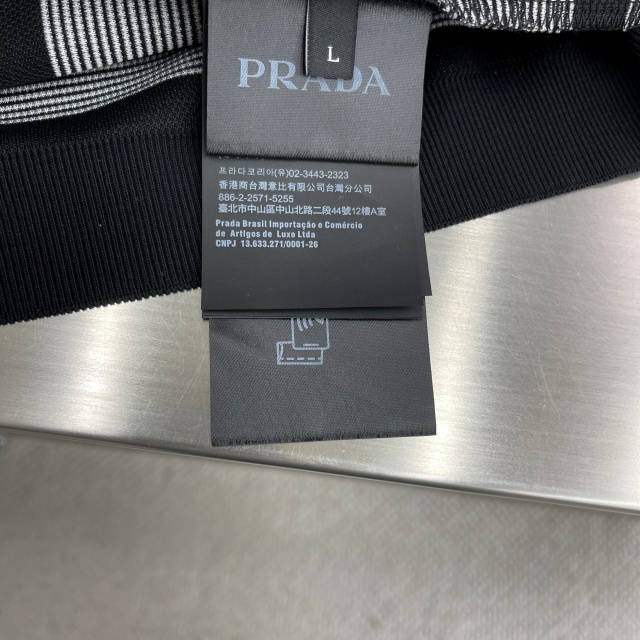 L
PRADA
프라다코리아(유)02-3443-2323
香港商台灣意比有限公司台灣分公司
886-2-2571-5255
臺北市中山區中山北路二段44號12樓A室
Prada Brasil Importação e Comércio
de Artigos de Luxo Ltda
CNPJ 13.633.271/0001-26